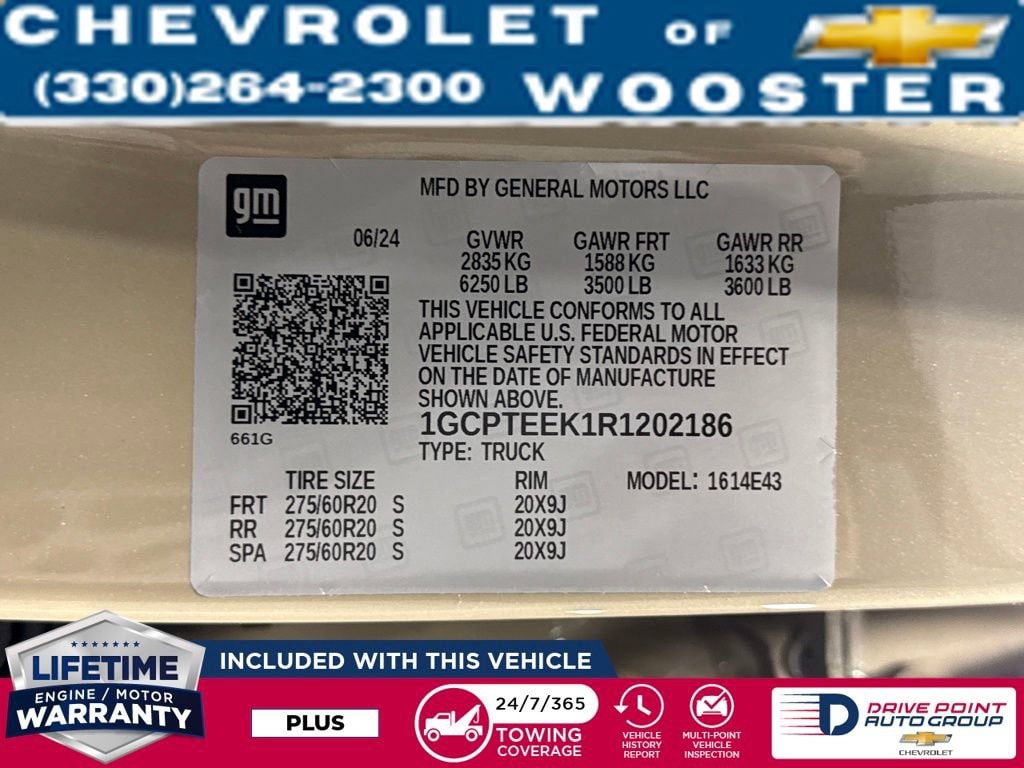 CHEVROLET OF
(330)264-2300 WOOSTER
gm
MFD BY GENERAL MOTORS LLC
06/24 GVWR GAWR FRT GAWR RR
2835 KG 1588 KG 1633 KG
6250 LB 3500 LB 3600 LB
THIS VEHICLE CONFORMS TO ALL
APPLICABLE U.S. FEDERAL MOTOR
VEHICLE SAFETY STANDARDS IN EFFECT
ON THE DATE OF MANUFACTURE
SHOWN ABOVE.
1GCPTEEK1R1202186
661G
TYPE: TRUCK
TIRE SIZE RIM MODEL: 1614E43
FRT 275/60R20 S 20X9J
RR 275/60R20 S 20X9J
SPA 275/60R20 S 20X9J
LIFETIME
ENGINE / MOTOR
WARRANTY
INCLUDED WITH THIS VEHICLE
PLUS
24/7/365
TOWING
COVERAGE
VEHICLE
HISTORY
REPORT
MULTI-POINT
VEHICLE
INSPECTION
DRIVE POINT
AUTO GROUP
CHEVROLET